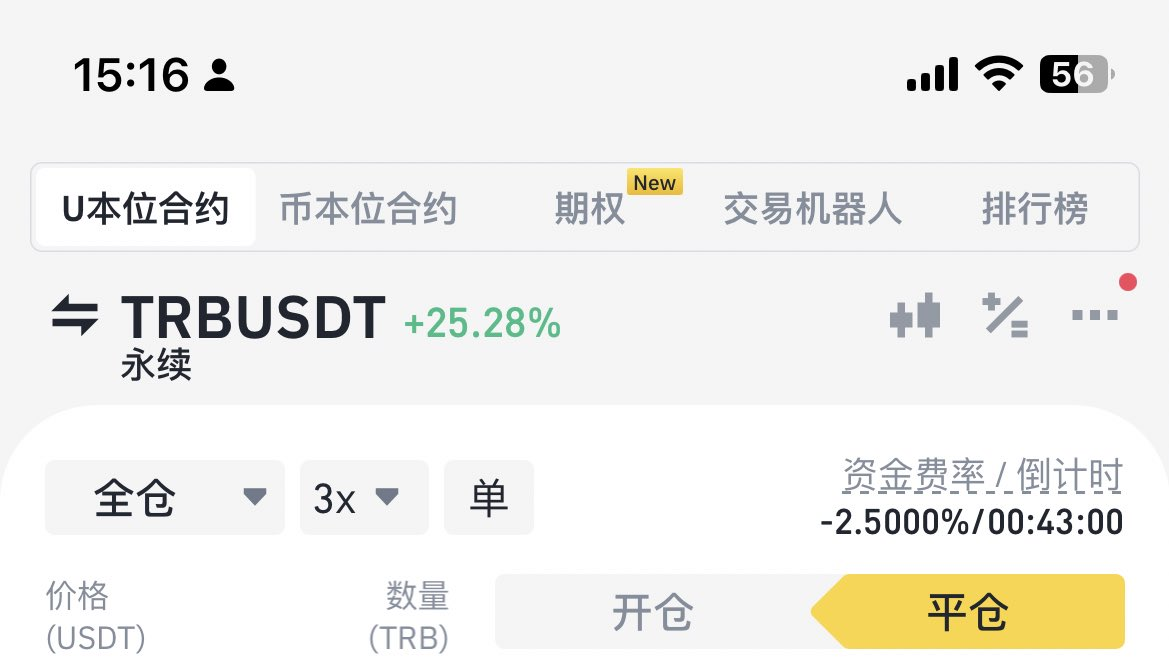 15:16 56
U本位合约 币本位合约 期权 New 交易机器人 排行榜
TRBUSDT +25.28%
永续
全仓 3x 单 资金费率 / 倒计时
-2.5000%/00:43:00
价格 数量 开仓 平仓
(USDT) (TRB)